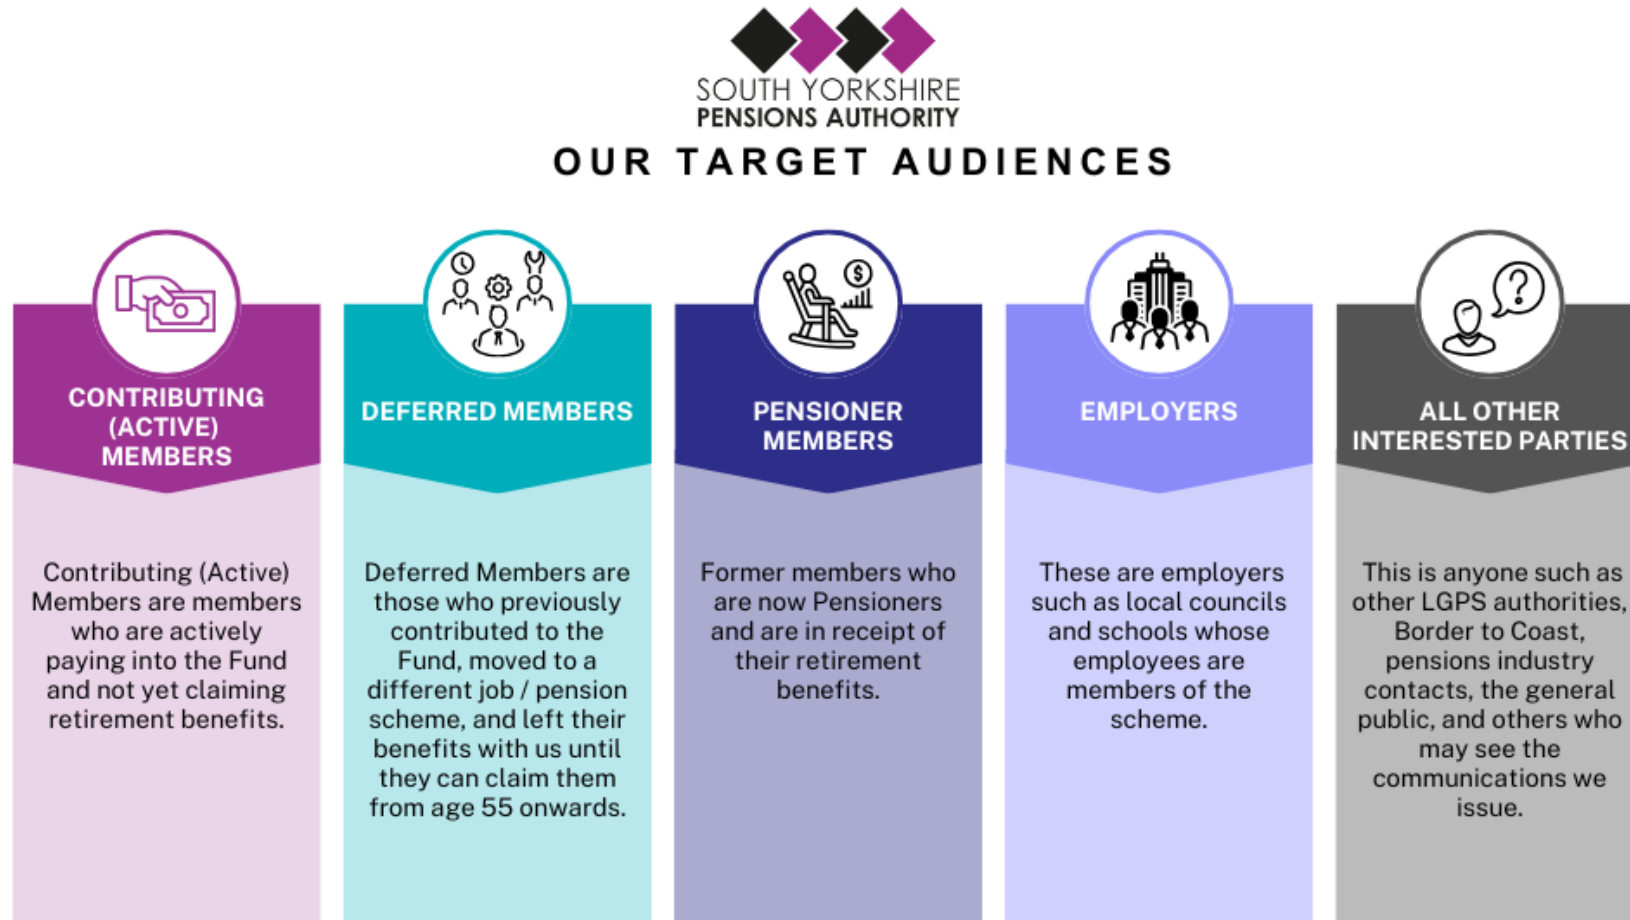 SOUTH YORKSHIRE
PENSIONS AUTHORITY
OUR TARGET AUDIENCES
CONTRIBUTING
(ACTIVE)
MEMBERS
Contributing (Active)
Members are members
who are actively
paying into the Fund
and not yet claiming
retirement benefits.
DEFERRED MEMBERS
Deferred Members are
those who previously
contributed to the
Fund, moved to a
different job / pension
scheme, and left their
benefits with us until
they can claim them
from age 55 onwards.
$
PENSIONER
MEMBERS
Former members who
are now Pensioners
and are in receipt of
their retirement
benefits.
EMPLOYERS
These are employers
such as local councils
and schools whose
employees are
members of the
scheme.
?
ALL OTHER
INTERESTED PARTIES
This is anyone such as
other LGPS authorities,
Border to Coast,
pensions industry
contacts, the general
public, and others who
may see the
communications we
issue.